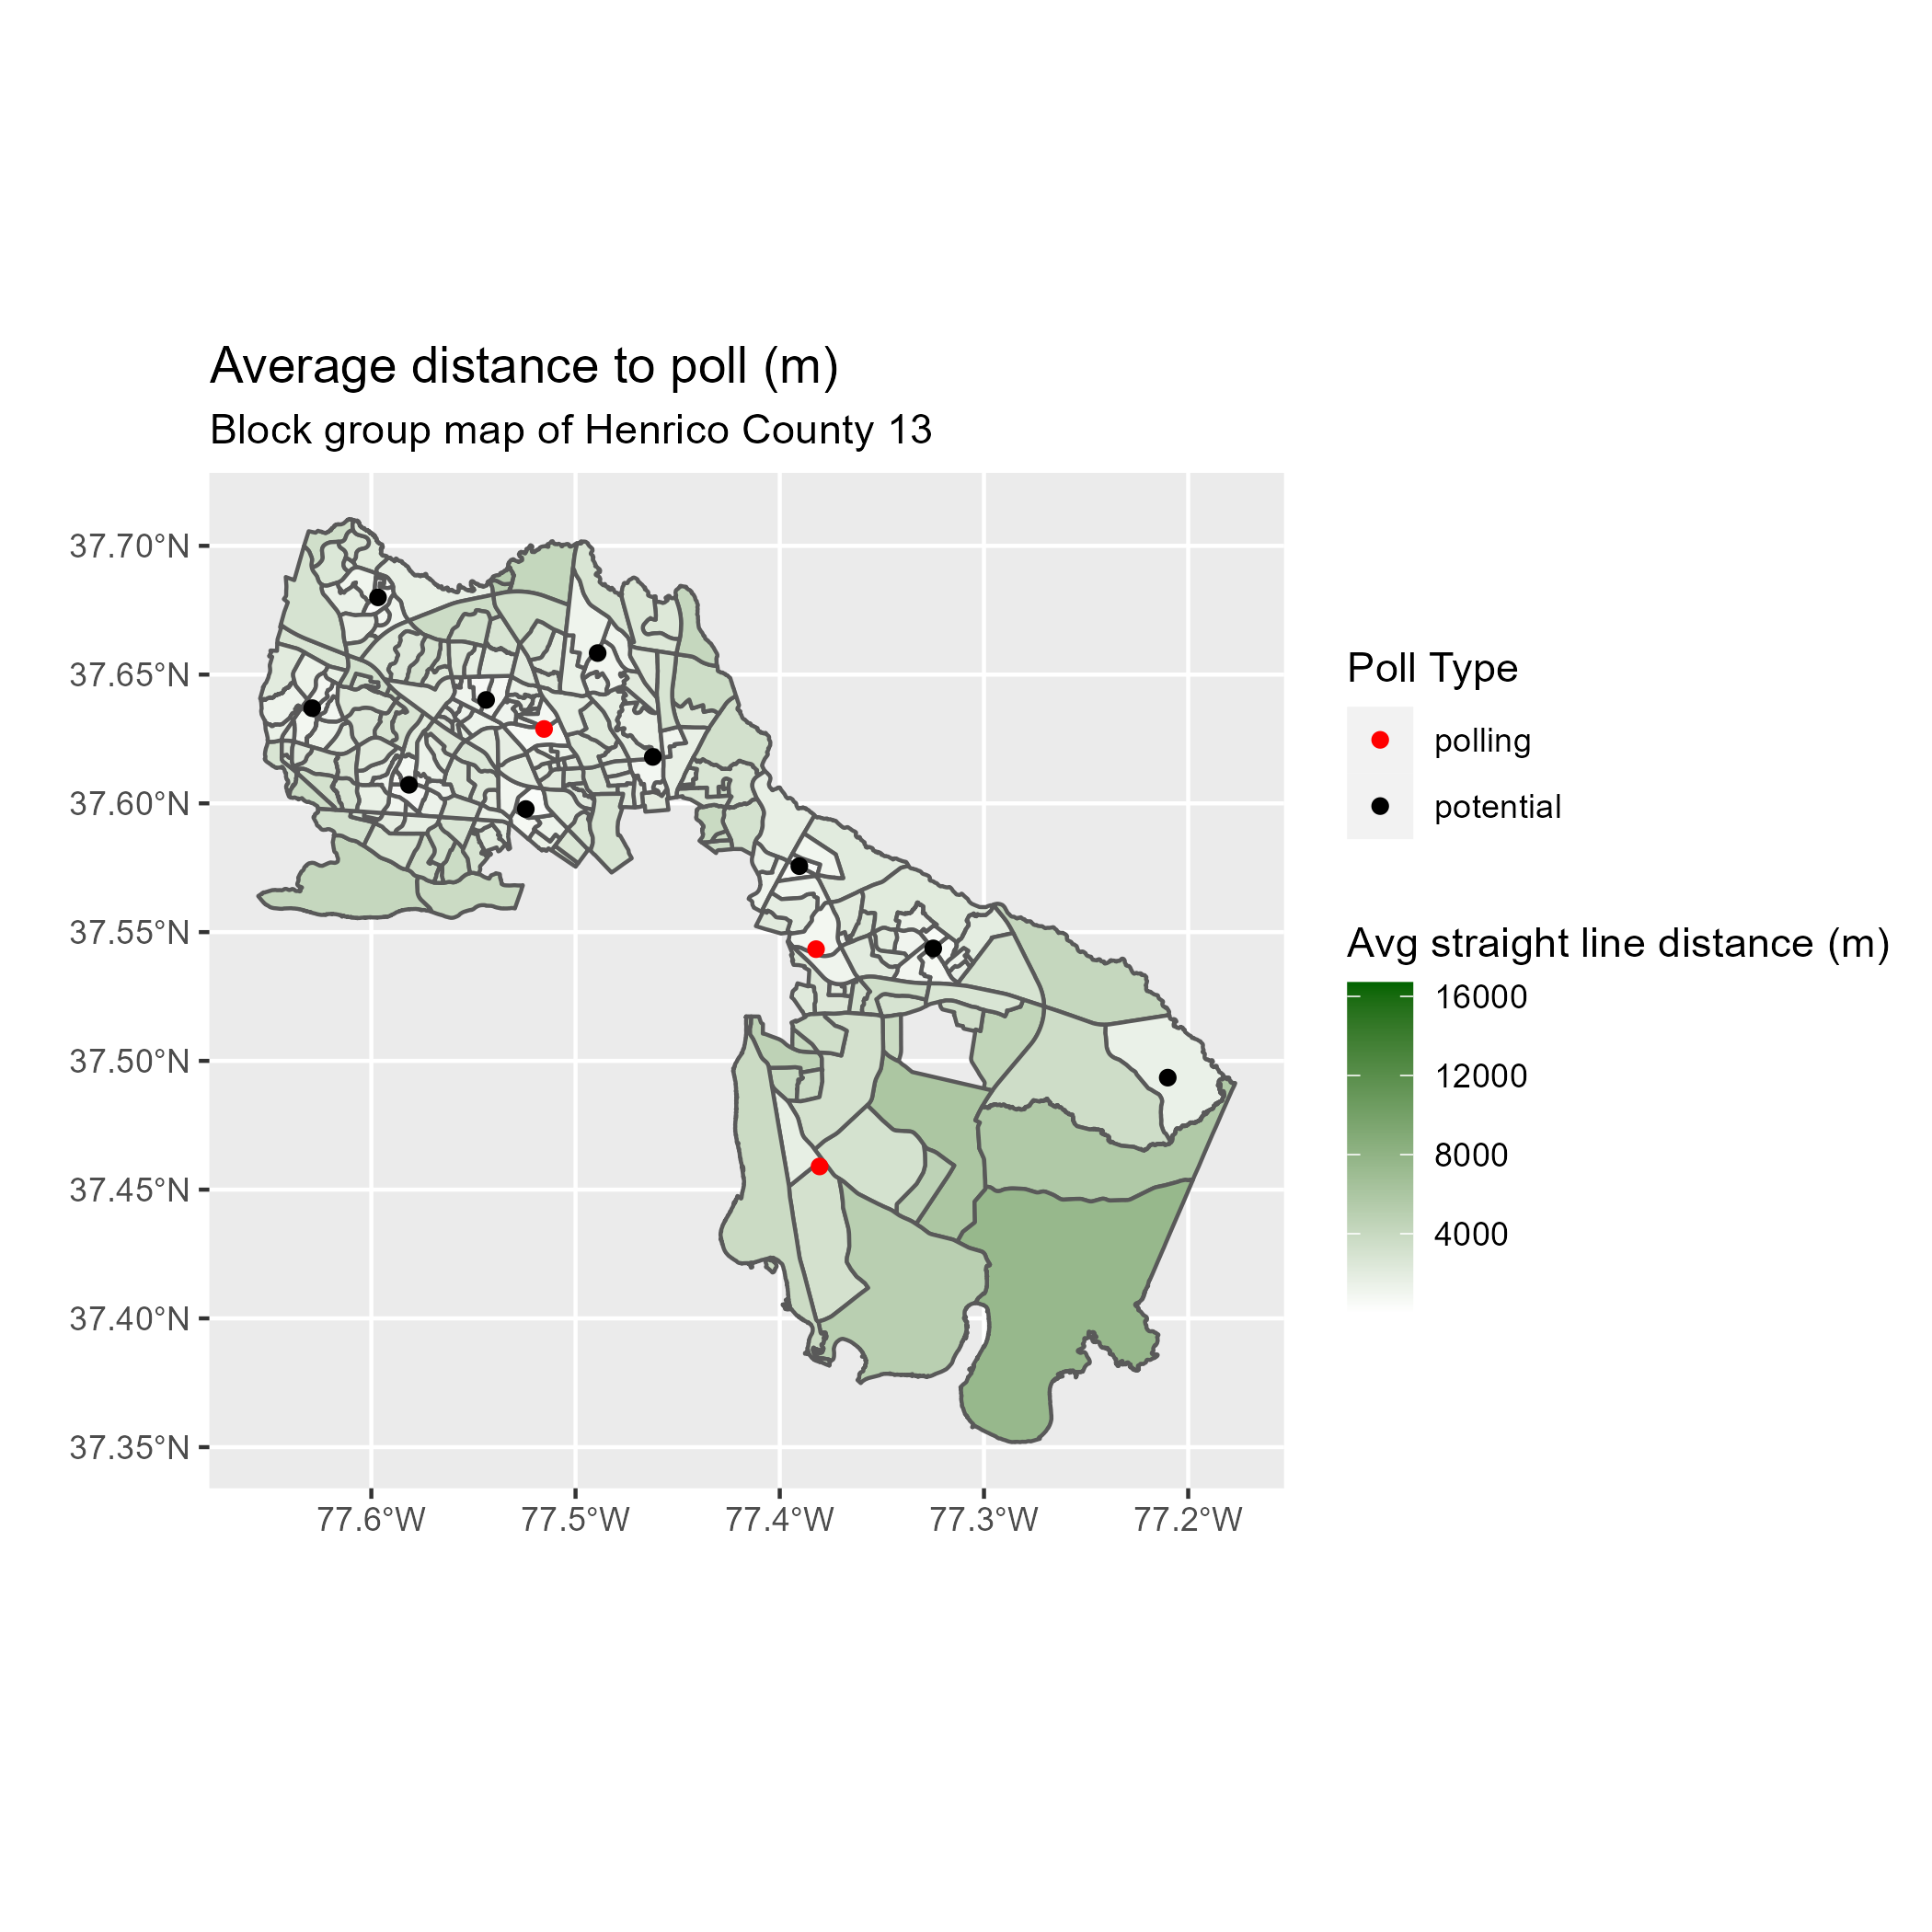 Average distance to poll (m)
Block group map of Henrico County 13
37.70°N
37.65°N
37.60°N
37.55°N
37.50°N
37.45°N
37.40°N
37.35°N
77.6°W 77.5°W 77.4°W 77.3°W 77.2°W
Poll Type
polling
potential
Avg straight line distance (m)
16000
12000
8000
4000